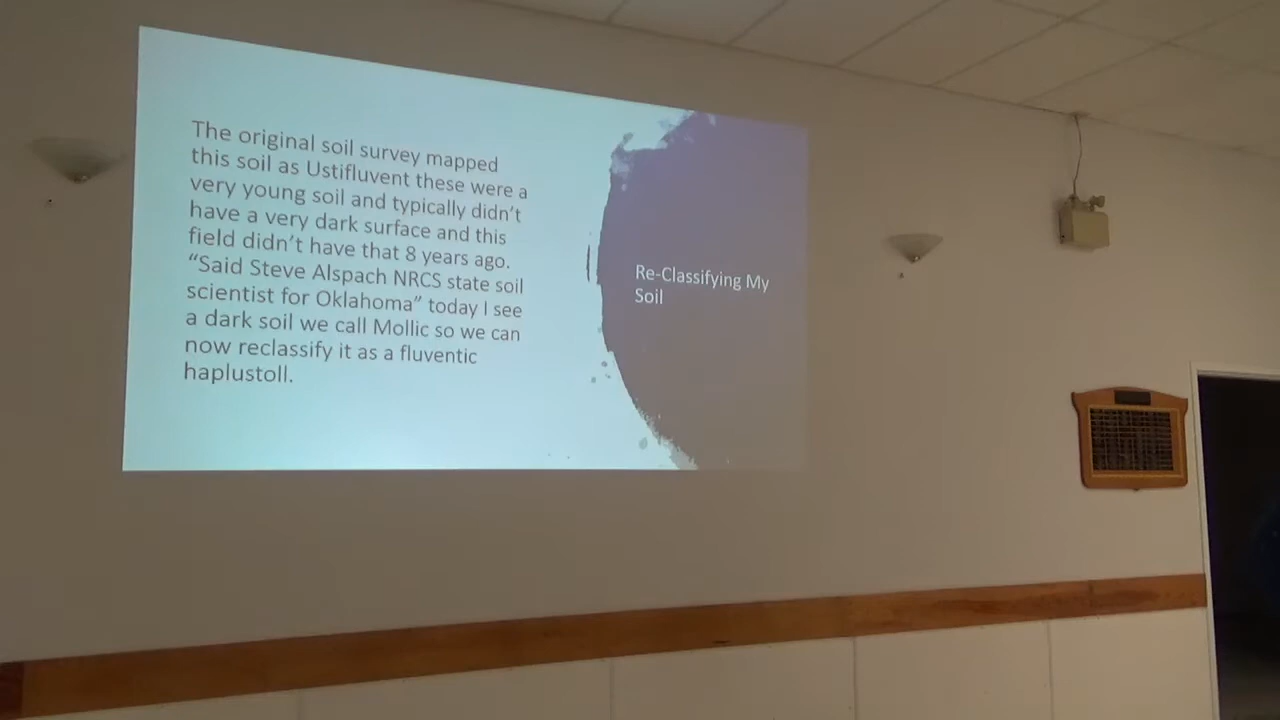 The original soil survey mapped
this soil as Ustifluvent these were a
very young soil and typically didn't
have a very dark surface and this
field didn't have that 8 years ago.
“Said Steve Alspach NRCS state soil
scientist for Oklahoma” today I see
a dark soil we call Mollic so we can
now reclassify it as a fluventic
haplustoll.
Re-Classifying My
Soil